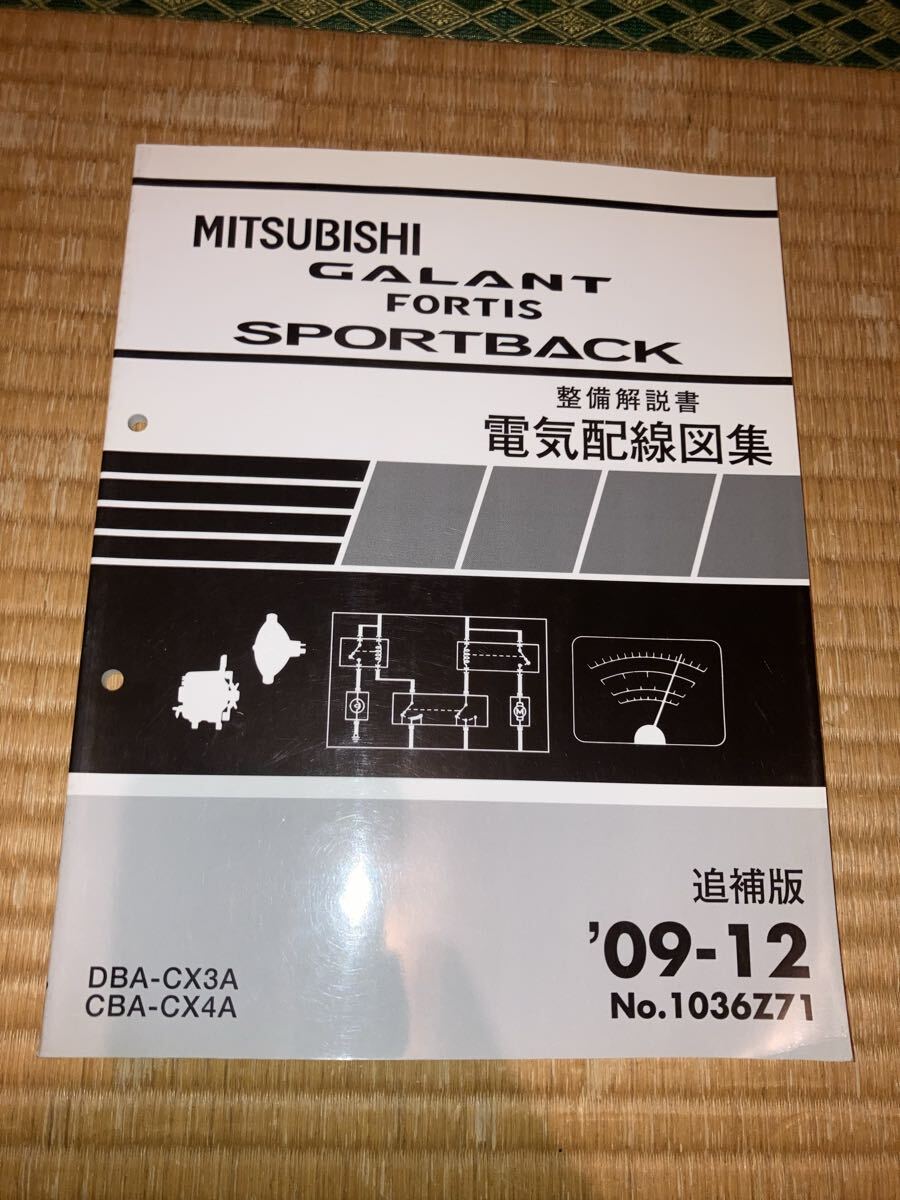 MITSUBISHI
GALANT
FORTIS
SPORTBACK
整備解説書
電気配線図集
G
M
追補版
'09-12
No.1036Z71
DBA-CX3A
CBA-CX4A